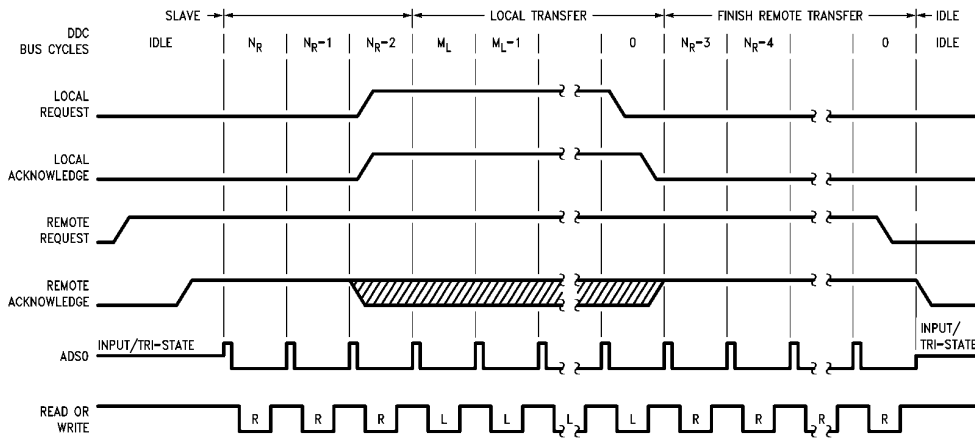 SLAVE LOCAL TRANSFER FINISH REMOTE TRANSFER IDLE
DDC
BUS CYCLES
IDLE N_R N_R−1 N_R−2 M_L M_L−1 0 N_R−3 N_R−4 0 IDLE
LOCAL
REQUEST
LOCAL
ACKNOWLEDGE
REMOTE
REQUEST
REMOTE
ACKNOWLEDGE
INPUT/TRI−STATE
INPUT/
TRI−STATE
ADS0
READ OR
WRITE
R R R L L L L R R R R